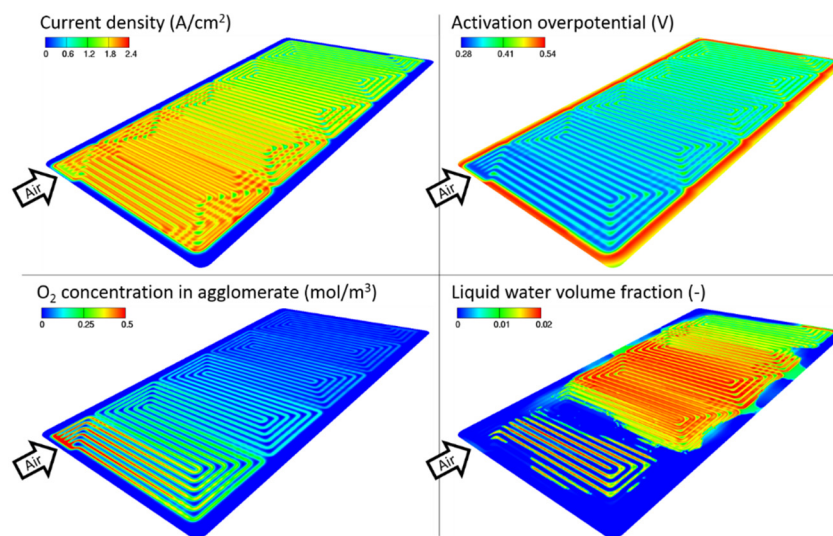 Current density (A/cm²)
0 0.6 1.2 1.8 2.4
Air
Activation overpotential (V)
0.28 0.41 0.54
Air
O₂ concentration in agglomerate (mol/m³)
0 0.25 0.5
Air
Liquid water volume fraction (-)
0 0.01 0.02
Air